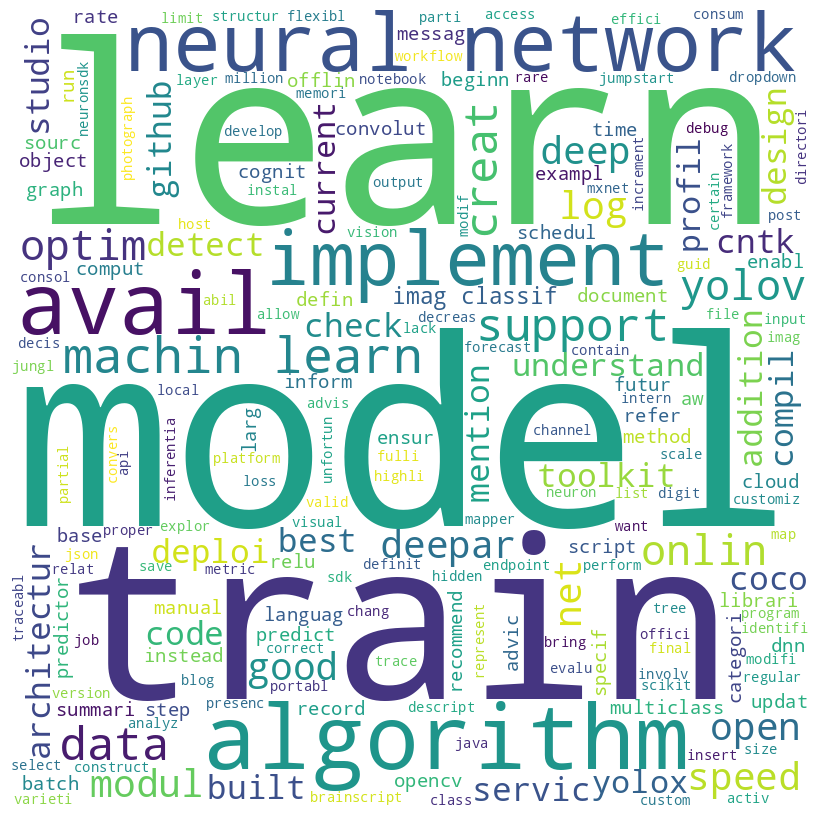 limit structur flexibl parti access effici consum
rate messag
neural network
workflow
studio
run
neuronsdk
photograph
layer million offlin notebook beginn rare jumpstart dropdown
memori
learn
github
current
creat
develop convolut time debug
sourc
object
cognit
deep
exampl
profil
design
directori
certain
framework
increment
graph
instal
output
mxnet
log
modif
host
vision
schedul
post
optim
detect
implement
cntk
guid
consol
comput
abil
defin
imag classif
document
yolov
enabl
avail
allow
decreas
file input
decis
check
lack
support
imag
jungl
machin learn
forecast contain
understand
addition
compil
inform
futur
intern
aw
local
advis
refer
model
larg
mention
channel
method
scale
partial
convers
api
inferentia
platform
unfortun
ensur
fulli
highli
toolkit
cloud
loss
neuron list digit customiz
valid
base proper explor visual mapper want map
json
best deepar
script
onlin
deploi
relu
relat save metric sdk definit hidden endpoint perform
coco
traceabl
architectur
predictor
train
net
tree
librari
program
manual
languag
chang
recommend
represent
advic
specif
offici
categori
identifi
job
code
predict
bring
dnn
instead
correct
good
trace
evalu
final
modifi
blog
portabl
involv
scikit
regular
version
summari step presenc record descript multiclass updat
analyz
algorithm
data
java
open
insert size
select construct
batch
modul
built
opencv
servic
yolox
speed
varieti
brainscript
class
custom
activ